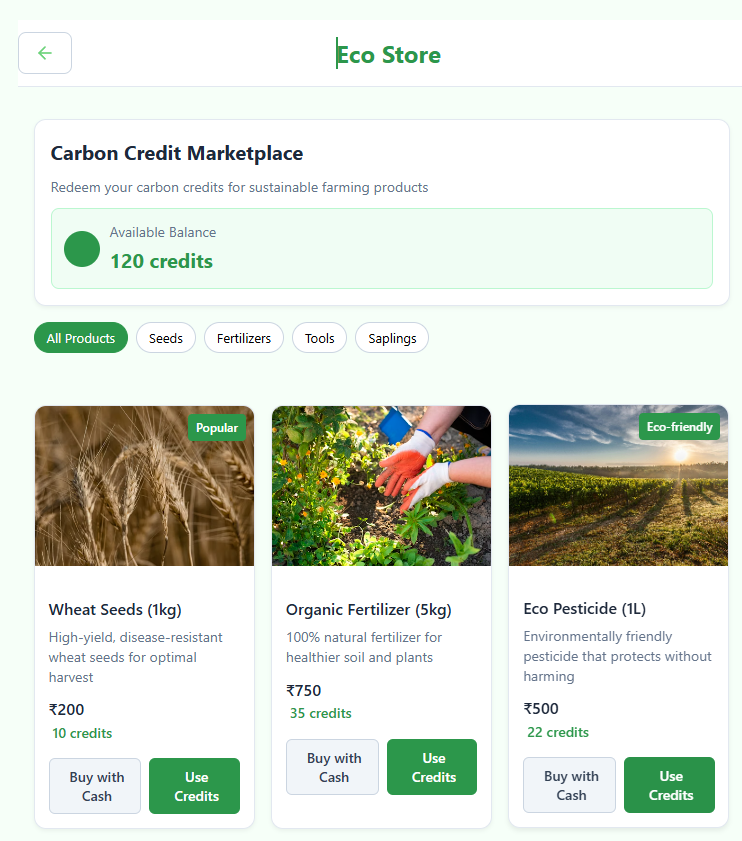 Eco Store
Carbon Credit Marketplace
Redeem your carbon credits for sustainable farming products
Available Balance
120 credits
All Products
Seeds
Fertilizers
Tools
Saplings
Popular
Wheat Seeds (1kg)
High-yield, disease-resistant
wheat seeds for optimal
harvest
₹200
10 credits
Buy with
Cash
Use
Credits
Organic Fertilizer (5kg)
100% natural fertilizer for
healthier soil and plants
₹750
35 credits
Buy with
Cash
Use
Credits
Eco-friendly
Eco Pesticide (1L)
Environmentally friendly
pesticide that protects without
harming
₹500
22 credits
Buy with
Cash
Use
Credits